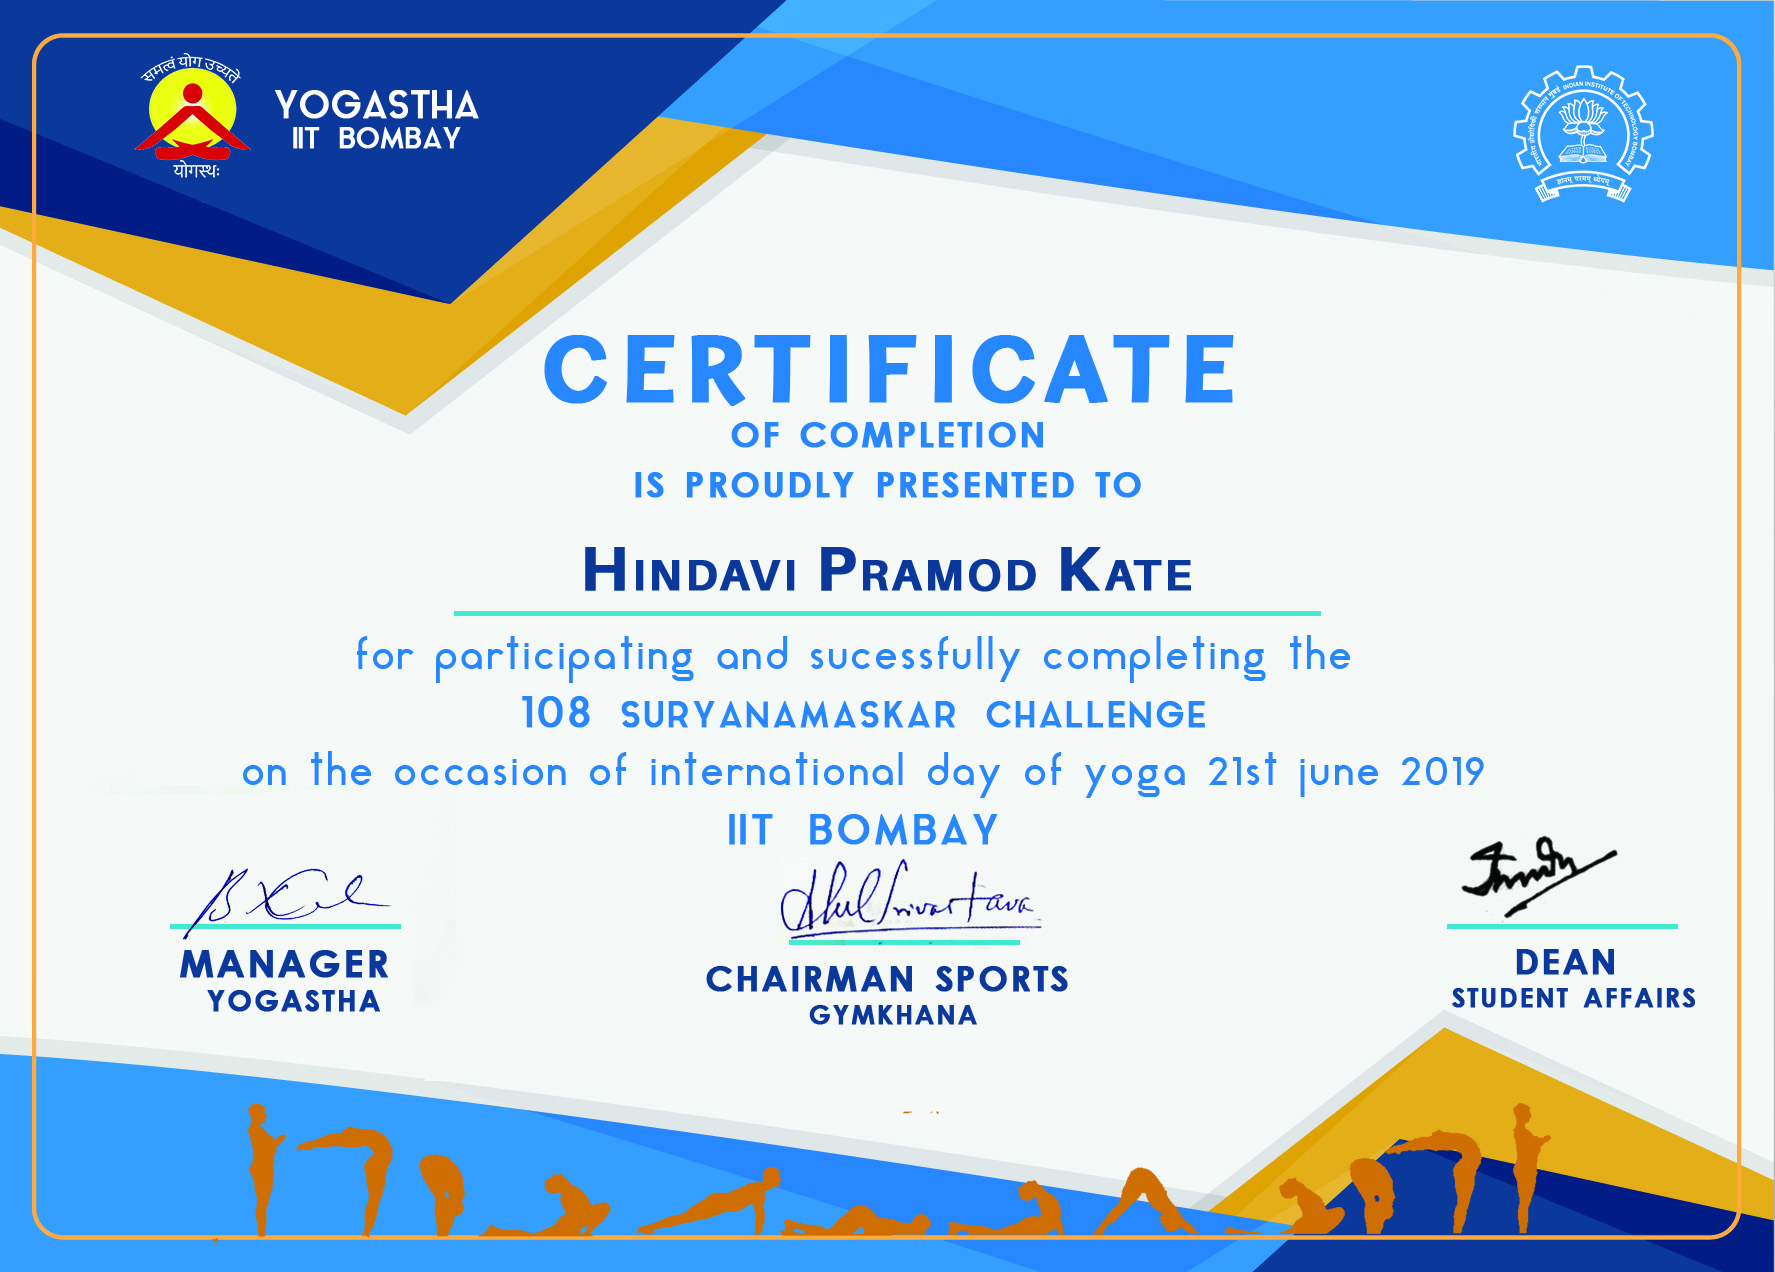 समत्वं योग उच्यते
योगस्थः
YOGASTHA
IIT BOMBAY
भारतीय प्रौद्योगिकी संस्थान मुंबई
INDIAN INSTITUTE OF TECHNOLOGY BOMBAY
ज्ञानम् परमम् ध्येयम्
CERTIFICATE
OF COMPLETION
IS PROUDLY PRESENTED TO
HINDAVI PRAMOD KATE
for participating and sucessfully completing the
108 SURYANAMASKAR CHALLENGE
on the occasion of international day of yoga 21st june 2019
IIT BOMBAY
MANAGER
YOGASTHA
CHAIRMAN SPORTS
GYMKHANA
DEAN
STUDENT AFFAIRS